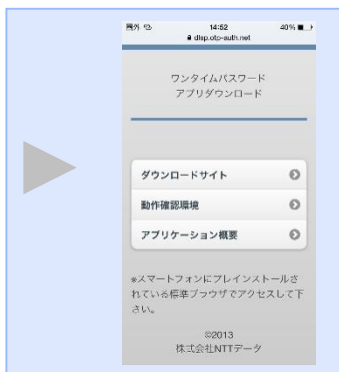 圏外
14:52
40%
disp.otp-auth.net
ワンタイムパスワード
アプリダウンロード
ダウンロードサイト
動作確認環境
アプリケーション概要
※スマートフォンにプレインストールさ
れている標準ブラウザでアクセスして下
さい。
©2013
株式会社NTTデータ